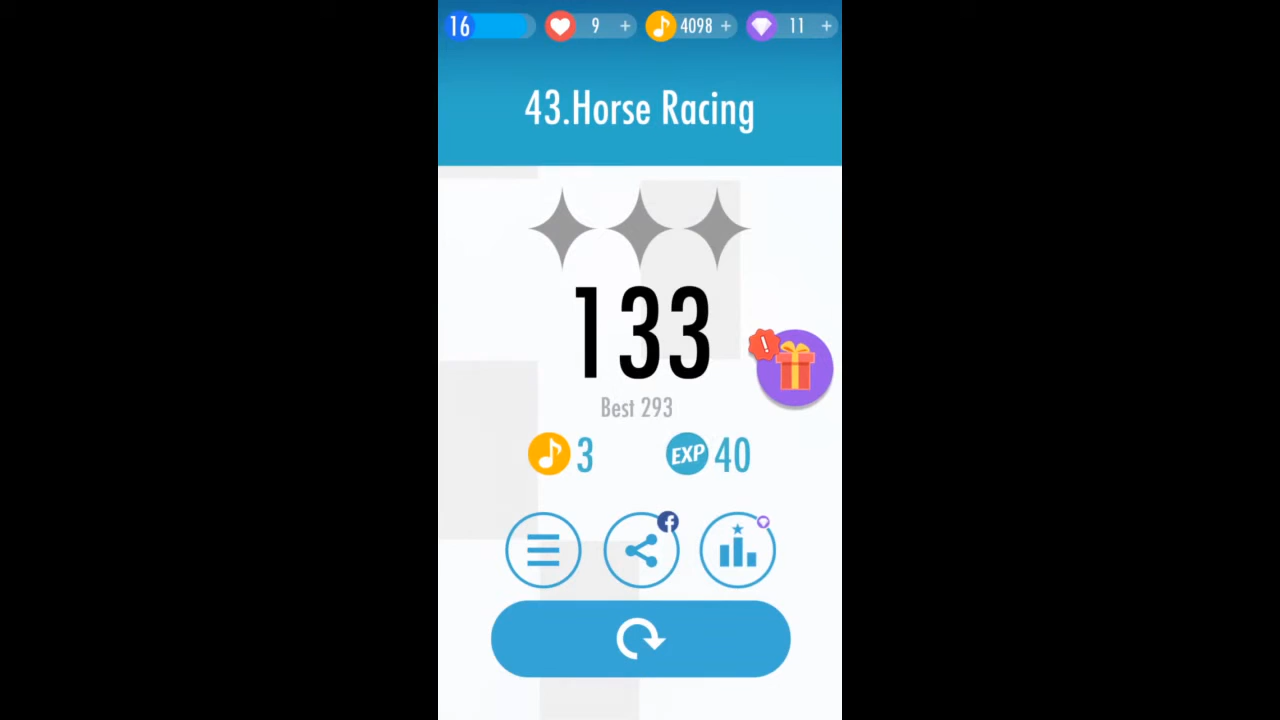 16 9 + 4098 + 11 +
43.Horse Racing
133
!
Best 293
3 EXP 40
f